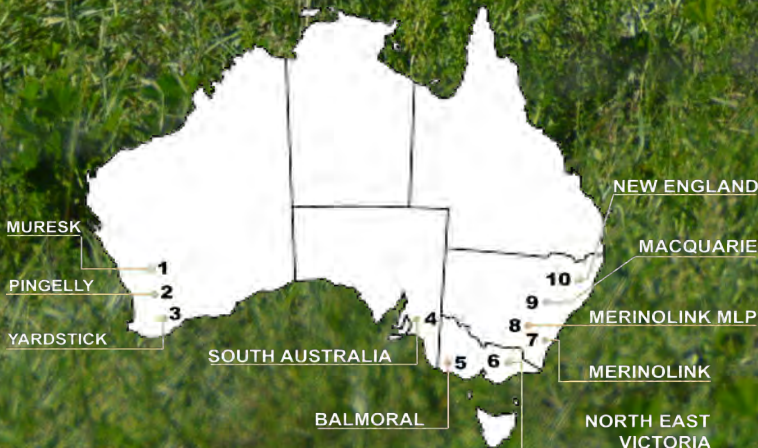 NEW ENGLAND
MURESK
1
MACQUARIE
10
PINGELLY
2
9
YARDSTICK
3
4
8
MERINOLINK MLP
7
SOUTH AUSTRALIA
5
6
MERINOLINK
BALMORAL
NORTH EAST
VICTORIA